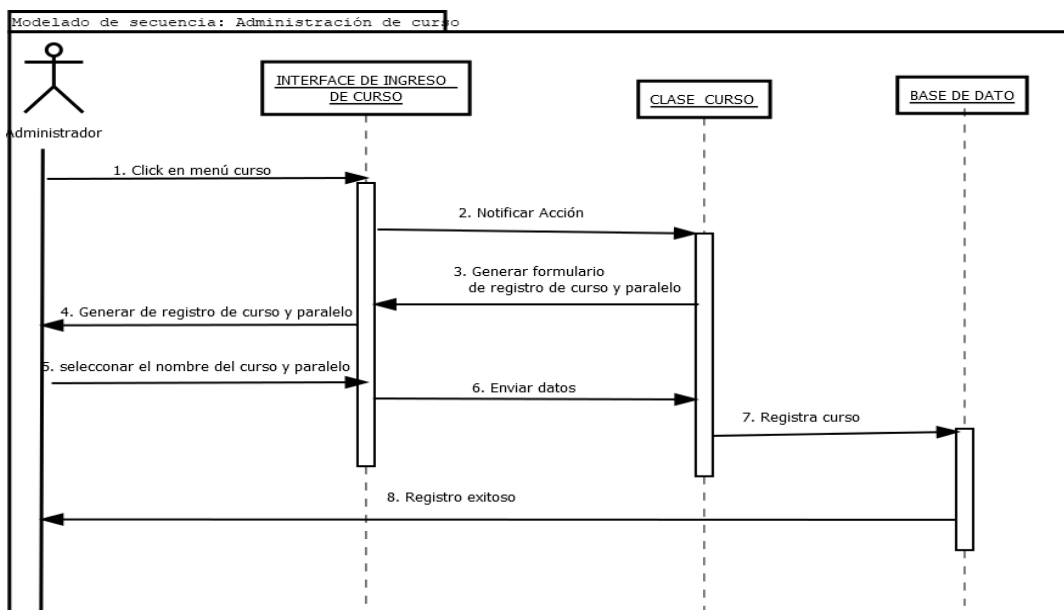 Modelado de secuencia: Administración de curso
INTERFACE DE INGRESO
DE CURSO
CLASE CURSO
BASE DE DATO
Administrador
1. Click en menú curso
2. Notificar Acción
3. Generar formulario
de registro de curso y paralelo
4. Generar de registro de curso y paralelo
5. selecconar el nombre del curso y paralelo
6. Enviar datos
7. Registra curso
8. Registro exitoso